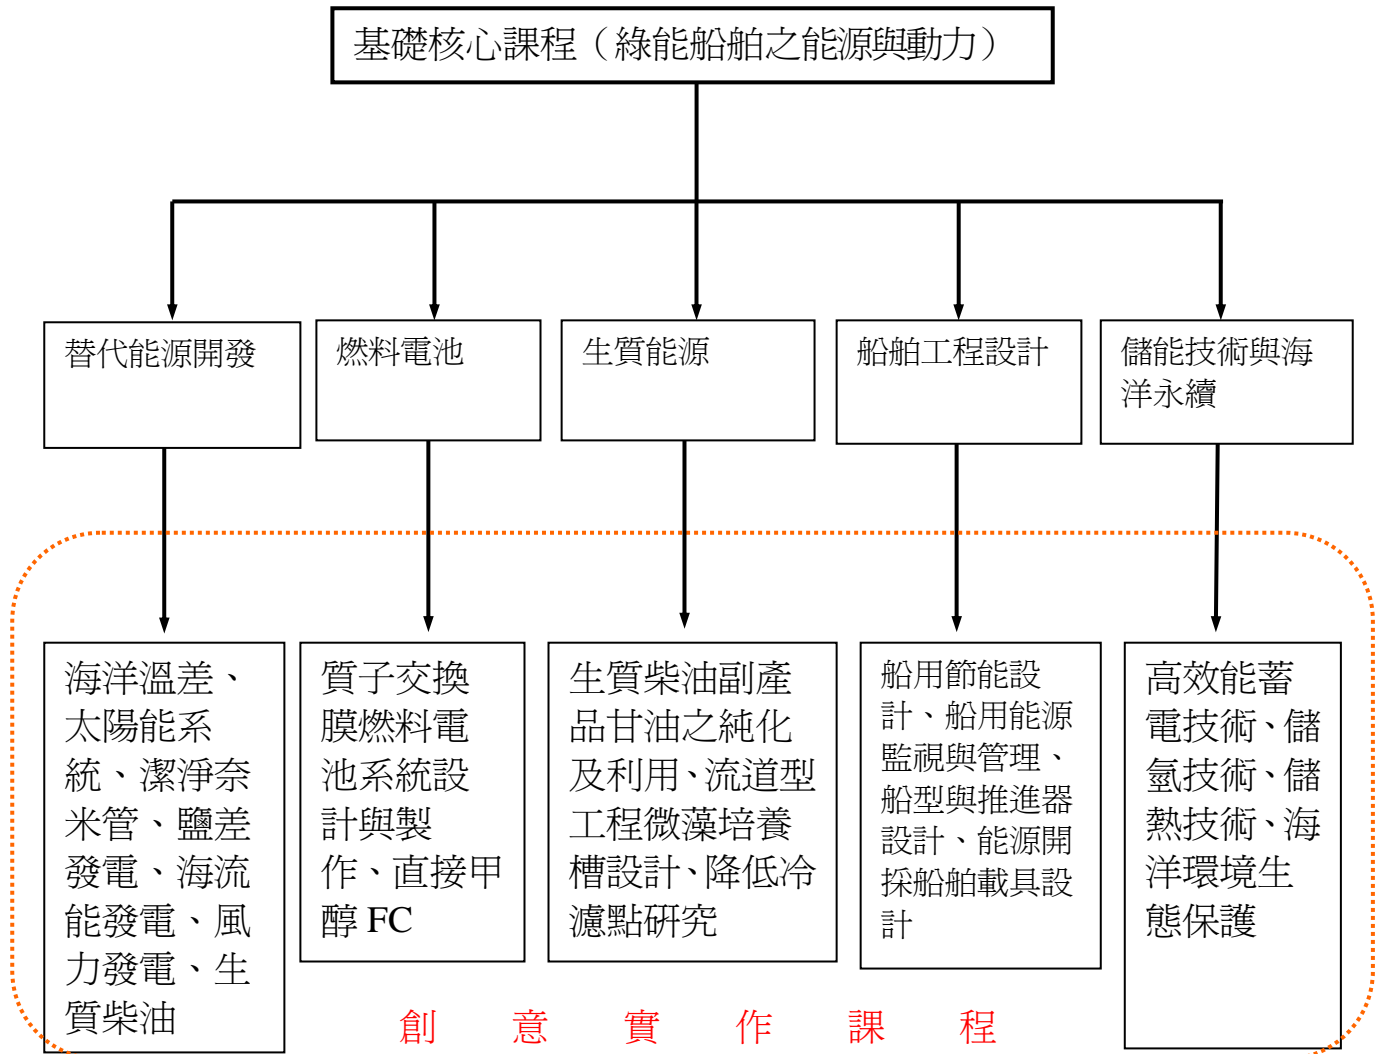 基礎核心課程（綠能船舶之能源與動力）
替代能源開發
燃料電池
生質能源
船舶工程設計
儲能技術與海
洋永續
海洋溫差、
太陽能系
統、潔淨奈
米管、鹽差
發電、海流
能發電、風
力發電、生
質柴油
質子交換
膜燃料電
池系統設
計與製
作、直接甲
醇 FC
生質柴油副產
品甘油之純化
及利用、流道型
工程微藻培養
槽設計、降低冷
濾點研究
船用節能設
計、船用能源
監視與管理、
船型與推進器
設計、能源開
採船舶載具設
計
高效能蓄
電技術、儲
氫技術、儲
熱技術、海
洋環境生
態保護
創意實作課程